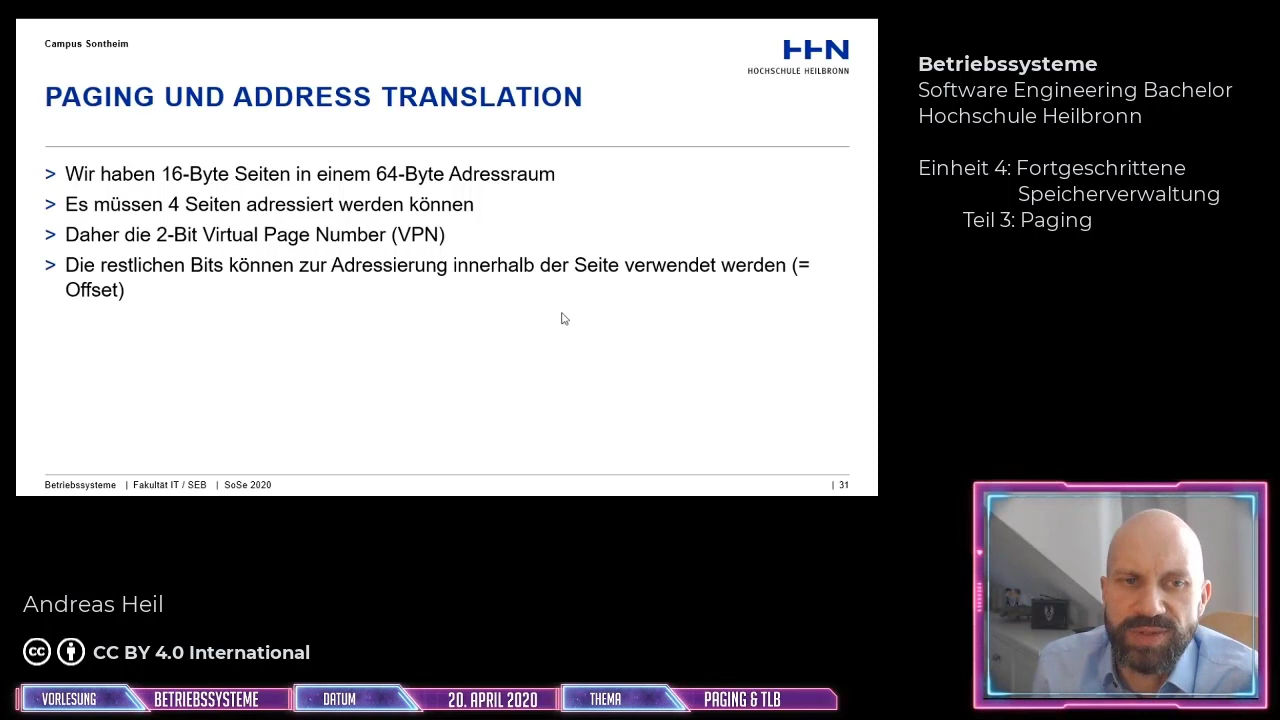 Campus Sontheim
HHN
HOCHSCHULE HEILBRONN
PAGING UND ADDRESS TRANSLATION
> Wir haben 16-Byte Seiten in einem 64-Byte Adressraum
> Es müssen 4 Seiten adressiert werden können
> Daher die 2-Bit Virtual Page Number (VPN)
> Die restlichen Bits können zur Adressierung innerhalb der Seite verwendet werden (=
Offset)
Betriebssysteme | Fakultät IT / SEB | SoSe 2020 | 31
Betriebssysteme
Software Engineering Bachelor
Hochschule Heilbronn
Einheit 4: Fortgeschrittene
Speicherverwaltung
Teil 3: Paging
Andreas Heil
cc CC BY 4.0 International
VORLESUNG BETRIEBSSYSTEME DATUM 20. APRIL 2020 THEMA PAGING & TLB